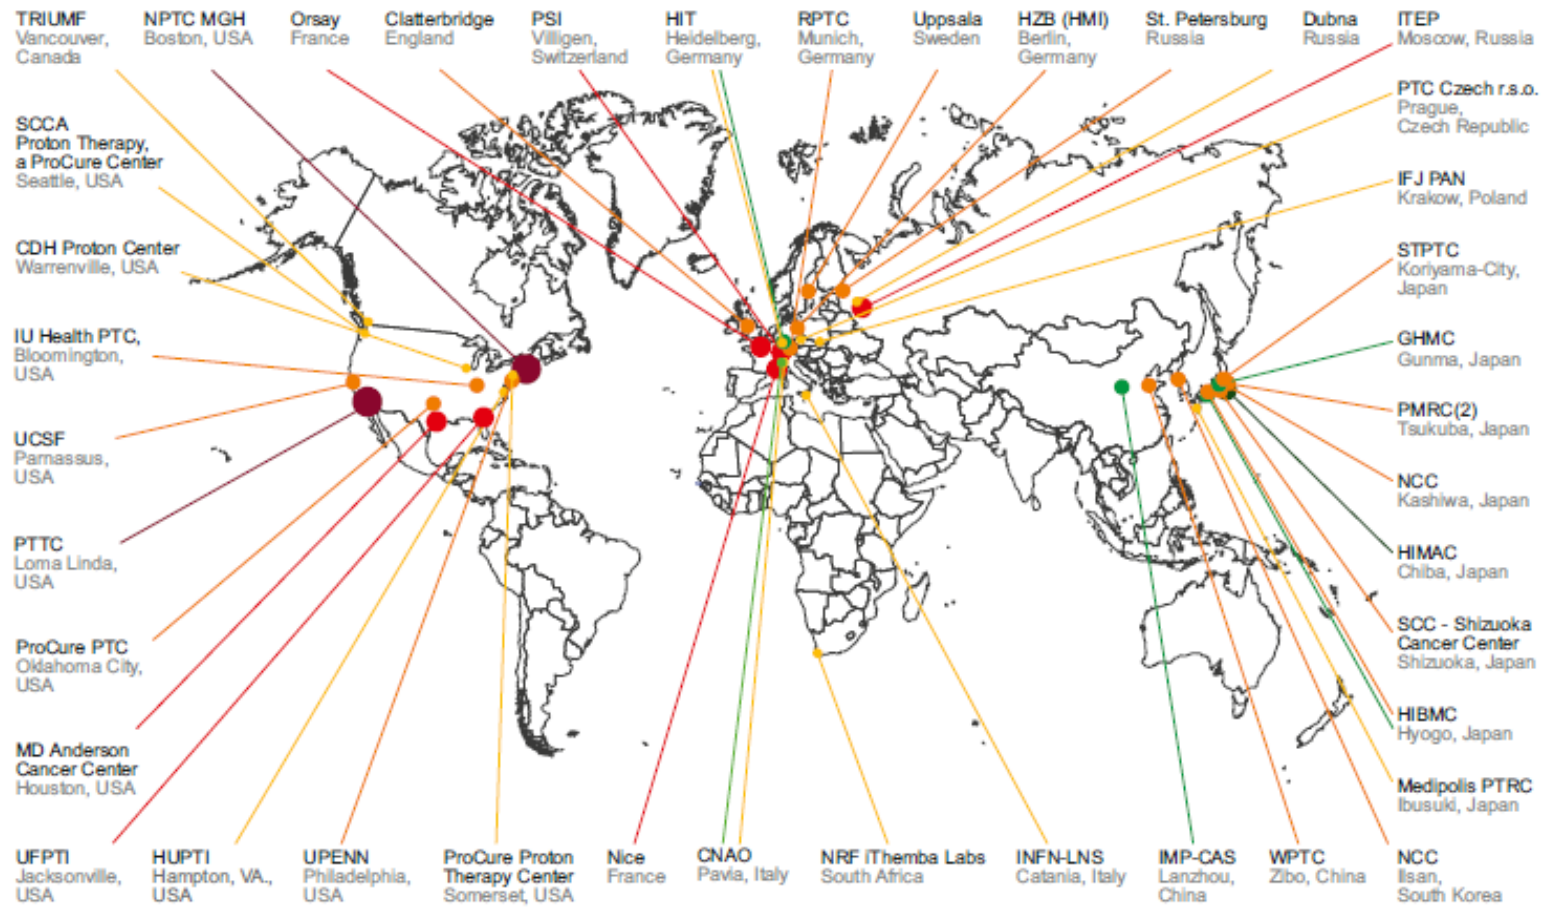 TRIUMF
Vancouver,
Canada
NPTC MGH
Boston, USA
Orsay
France
Clatterbridge
England
PSI
Villigen,
Switzerland
HIT
Heidelberg,
Germany
RPTC
Munich,
Germany
Uppsala
Sweden
HZB (HMI)
Berlin,
Germany
St. Petersburg
Russia
Dubna
Russia
ITEP
Moscow, Russia
PTC Czech r.s.o.
Prague,
Czech Republic
IFJ PAN
Krakow, Poland
STPTC
Koriyama-City,
Japan
GHMC
Gunma, Japan
PMRC(2)
Tsukuba, Japan
NCC
Kashiwa, Japan
HIMAC
Chiba, Japan
SCC - Shizuoka
Cancer Center
Shizuoka, Japan
HIBMC
Hyogo, Japan
Medipolis PTRC
Ibusuki, Japan
SCCA
Proton Therapy,
a ProCure Center
Seattle, USA
CDH Proton Center
Warrenville, USA
IU Health PTC,
Bloomington,
USA
UCSF
Parnassus,
USA
PTTC
Loma Linda,
USA
ProCure PTC
Oklahoma City,
USA
MD Anderson
Cancer Center
Houston, USA
UFPTI
Jacksonville,
USA
HUPTI
Hampton, VA.,
USA
UPENN
Philadelphia,
USA
ProCure Proton
Therapy Center
Somerset, USA
Nice
France
CNAO
Pavia, Italy
NRF iThemba Labs
South Africa
INFN-LNS
Catania, Italy
IMP-CAS
Lanzhou,
China
WPTC
Zibo, China
NCC
Ilsan,
South Korea